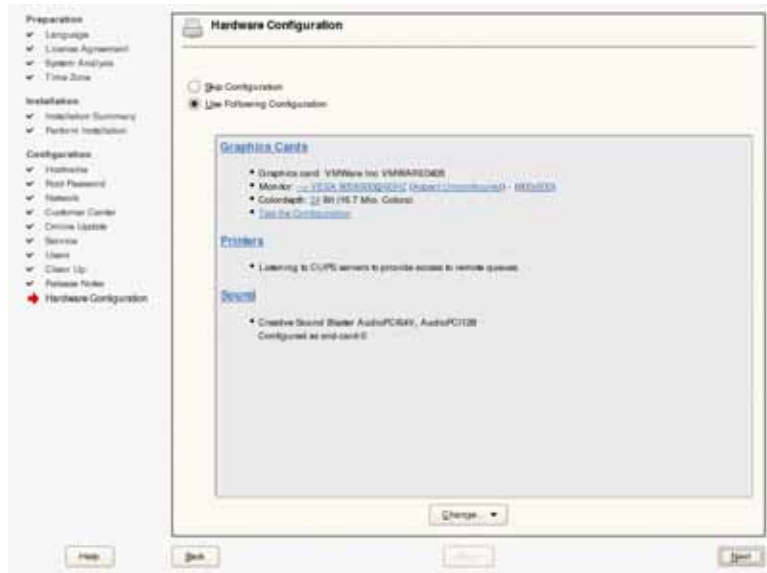 Preparation
Language
License Agreement
System Analysis
Time Zone
Installation
Installation Summary
Perform Installation
Configuration
Hostname
Root Password
Network
Customer Center
Online Update
Service
Users
Clean Up
Release Notes
Hardware Configuration
Hardware Configuration
Skip Configuration
Use Following Configuration
Graphics Cards
Graphics card: VMWare Inc VMWARE0405
Monitor: --> VESA 800x600@60HZ
Colordepth: 24 Bit (16.7 Mio. Colors)
Test the Configuration
Printers
Listening to CUPS servers to provide access to remote queues
Sound
Creative Sound Blaster AudioPCI64V, AudioPCI128
Configured as snd-card-0
Change...
Help
Back
Next